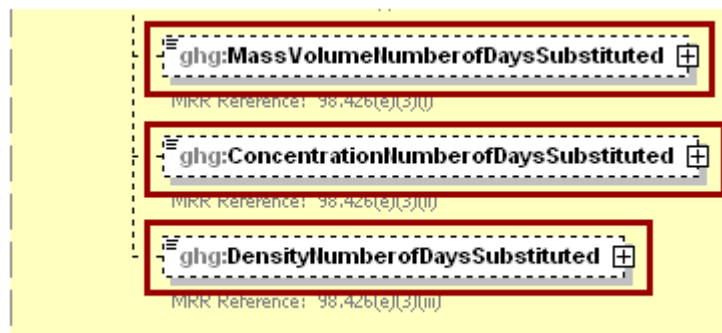 ghg:MassVolumeNumberofDaysSubstituted
MRR Reference: 98.426(e)(3)(i)
ghg:ConcentrationNumberofDaysSubstituted
MRR Reference: 98.426(e)(3)(ii)
ghg:DensityNumberofDaysSubstituted
MRR Reference: 98.426(e)(3)(iii)